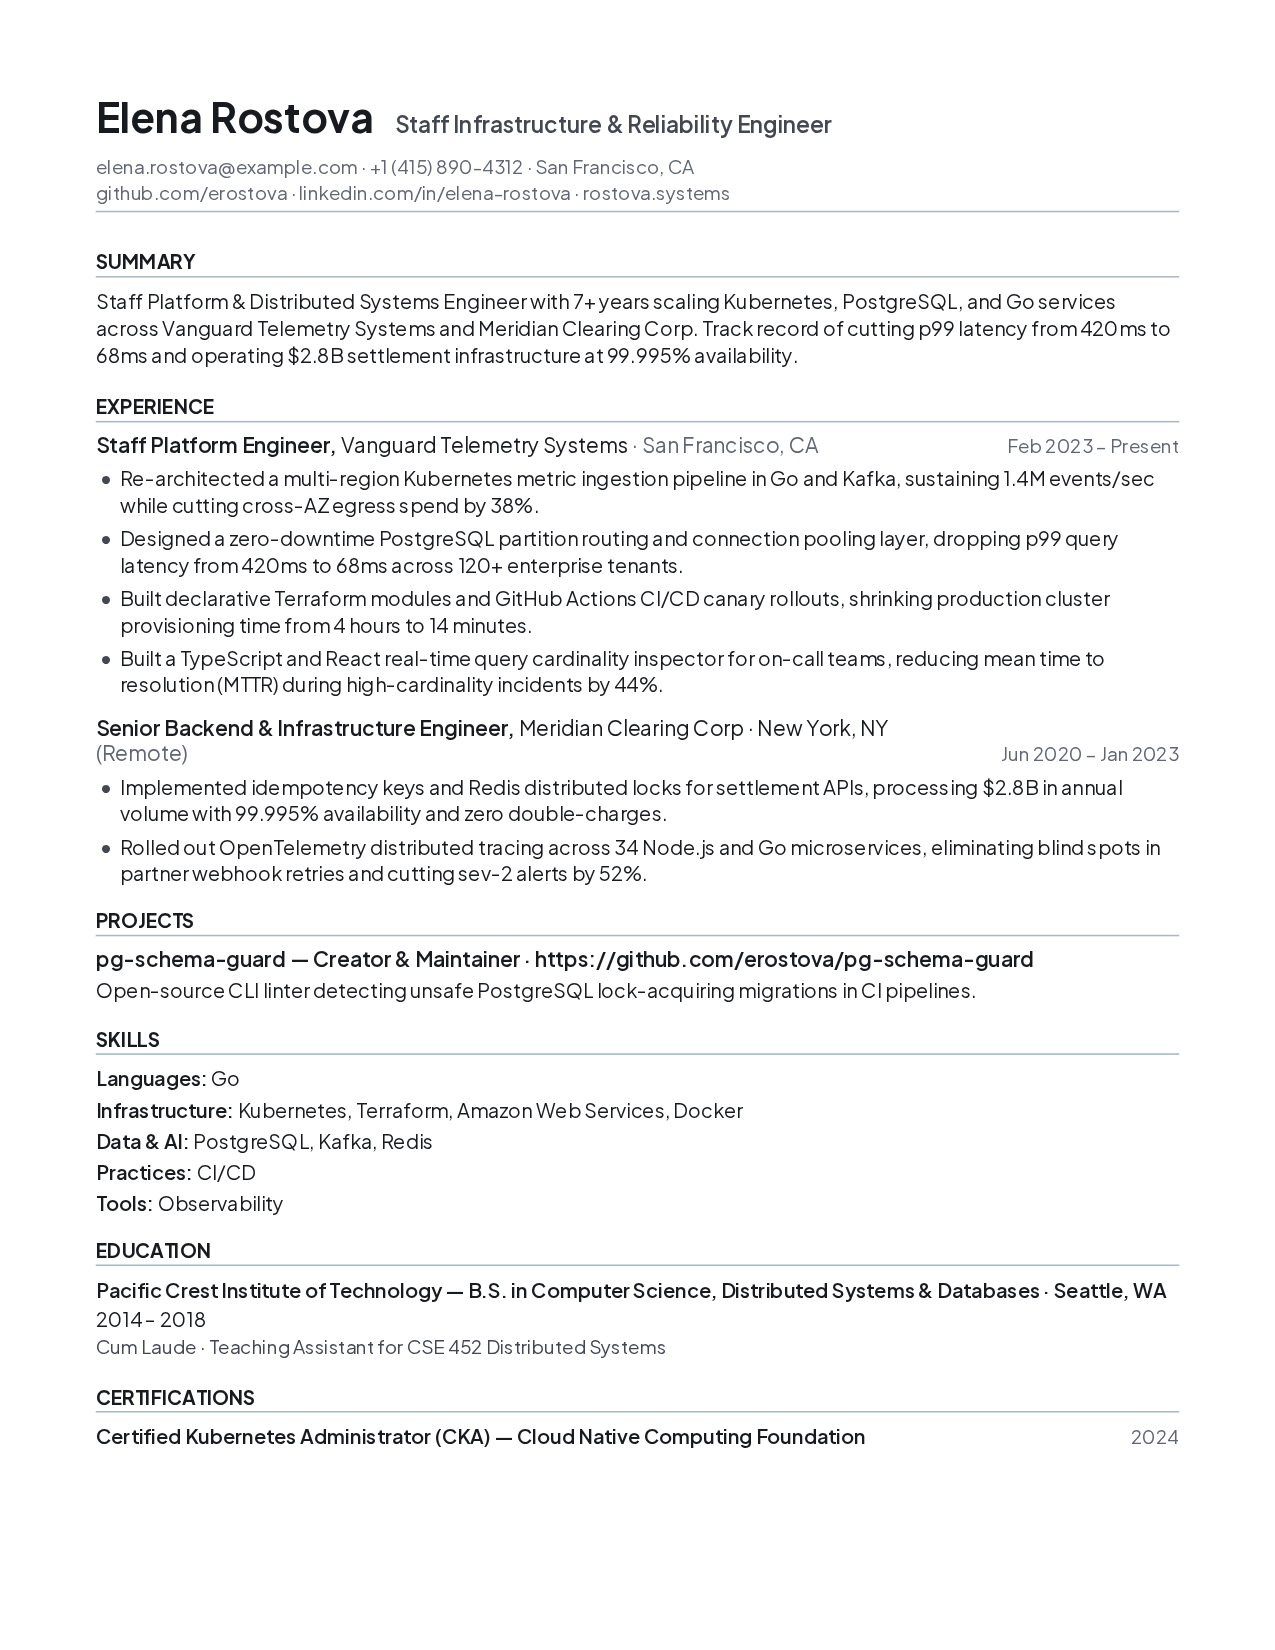 Elena Rostova Staff Infrastructure & Reliability Engineer
elena.rostova@example.com · +1 (415) 890-4312 · San Francisco, CA
github.com/erostova · linkedin.com/in/elena-rostova · rostova.systems
SUMMARY
Staff Platform & Distributed Systems Engineer with 7+ years scaling Kubernetes, PostgreSQL, and Go services
across Vanguard Telemetry Systems and Meridian Clearing Corp. Track record of cutting p99 latency from 420ms to
68ms and operating $2.8B settlement infrastructure at 99.995% availability.
EXPERIENCE
Staff Platform Engineer, Vanguard Telemetry Systems · San Francisco, CA Feb 2023 – Present
• Re-architected a multi-region Kubernetes metric ingestion pipeline in Go and Kafka, sustaining 1.4M events/sec
while cutting cross-AZ egress spend by 38%.
• Designed a zero-downtime PostgreSQL partition routing and connection pooling layer, dropping p99 query
latency from 420ms to 68ms across 120+ enterprise tenants.
• Built declarative Terraform modules and GitHub Actions CI/CD canary rollouts, shrinking production cluster
provisioning time from 4 hours to 14 minutes.
• Built a TypeScript and React real-time query cardinality inspector for on-call teams, reducing mean time to
resolution (MTTR) during high-cardinality incidents by 44%.
Senior Backend & Infrastructure Engineer, Meridian Clearing Corp · New York, NY
(Remote) Jun 2020 – Jan 2023
• Implemented idempotency keys and Redis distributed locks for settlement APIs, processing $2.8B in annual
volume with 99.995% availability and zero double-charges.
• Rolled out OpenTelemetry distributed tracing across 34 Node.js and Go microservices, eliminating blind spots in
partner webhook retries and cutting sev-2 alerts by 52%.
PROJECTS
pg-schema-guard — Creator & Maintainer · https://github.com/erostova/pg-schema-guard
Open-source CLI linter detecting unsafe PostgreSQL lock-acquiring migrations in CI pipelines.
SKILLS
Languages: Go
Infrastructure: Kubernetes, Terraform, Amazon Web Services, Docker
Data & AI: PostgreSQL, Kafka, Redis
Practices: CI/CD
Tools: Observability
EDUCATION
Pacific Crest Institute of Technology — B.S. in Computer Science, Distributed Systems & Databases · Seattle, WA
2014 – 2018
Cum Laude · Teaching Assistant for CSE 452 Distributed Systems
CERTIFICATIONS
Certified Kubernetes Administrator (CKA) — Cloud Native Computing Foundation 2024